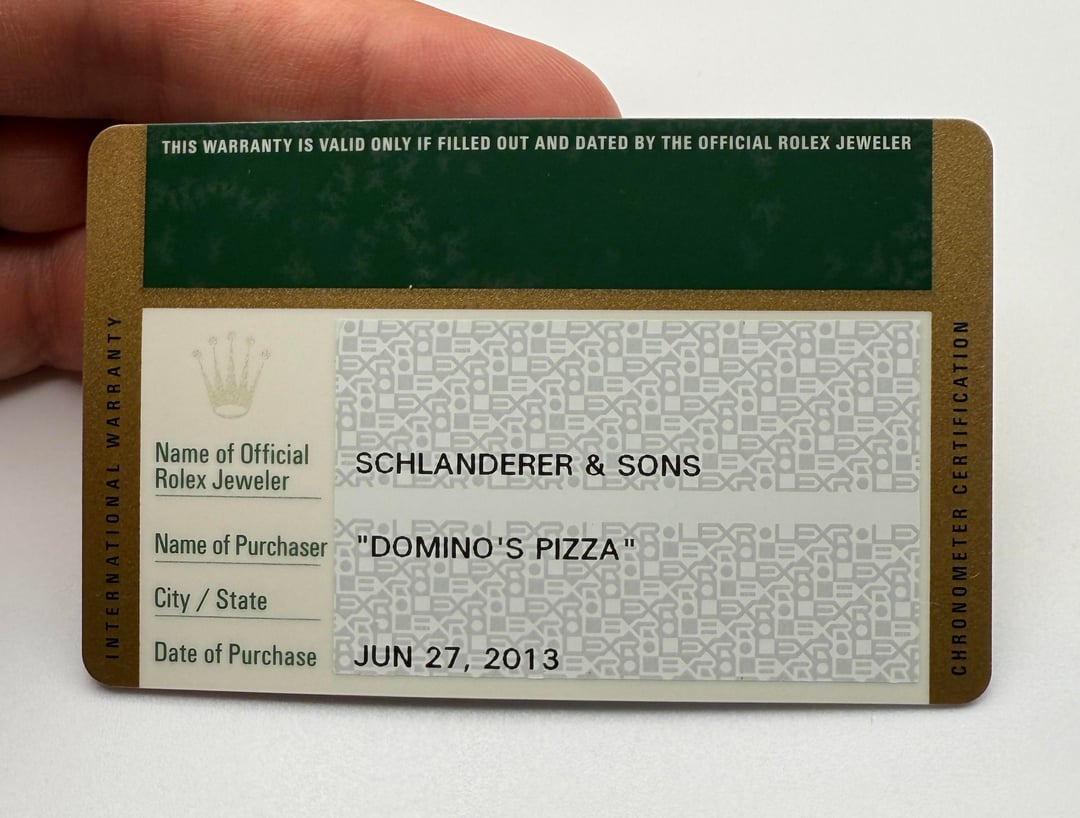 THIS WARRANTY IS VALID ONLY IF FILLED OUT AND DATED BY THE OFFICIAL ROLEX JEWELER
INTERNATIONAL WARRANTY
Name of Official
Rolex Jeweler
SCHLANDERER & SONS
Name of Purchaser
"DOMINO'S PIZZA"
City / State
Date of Purchase
JUN 27, 2013
CHRONOMETER CERTIFICATION